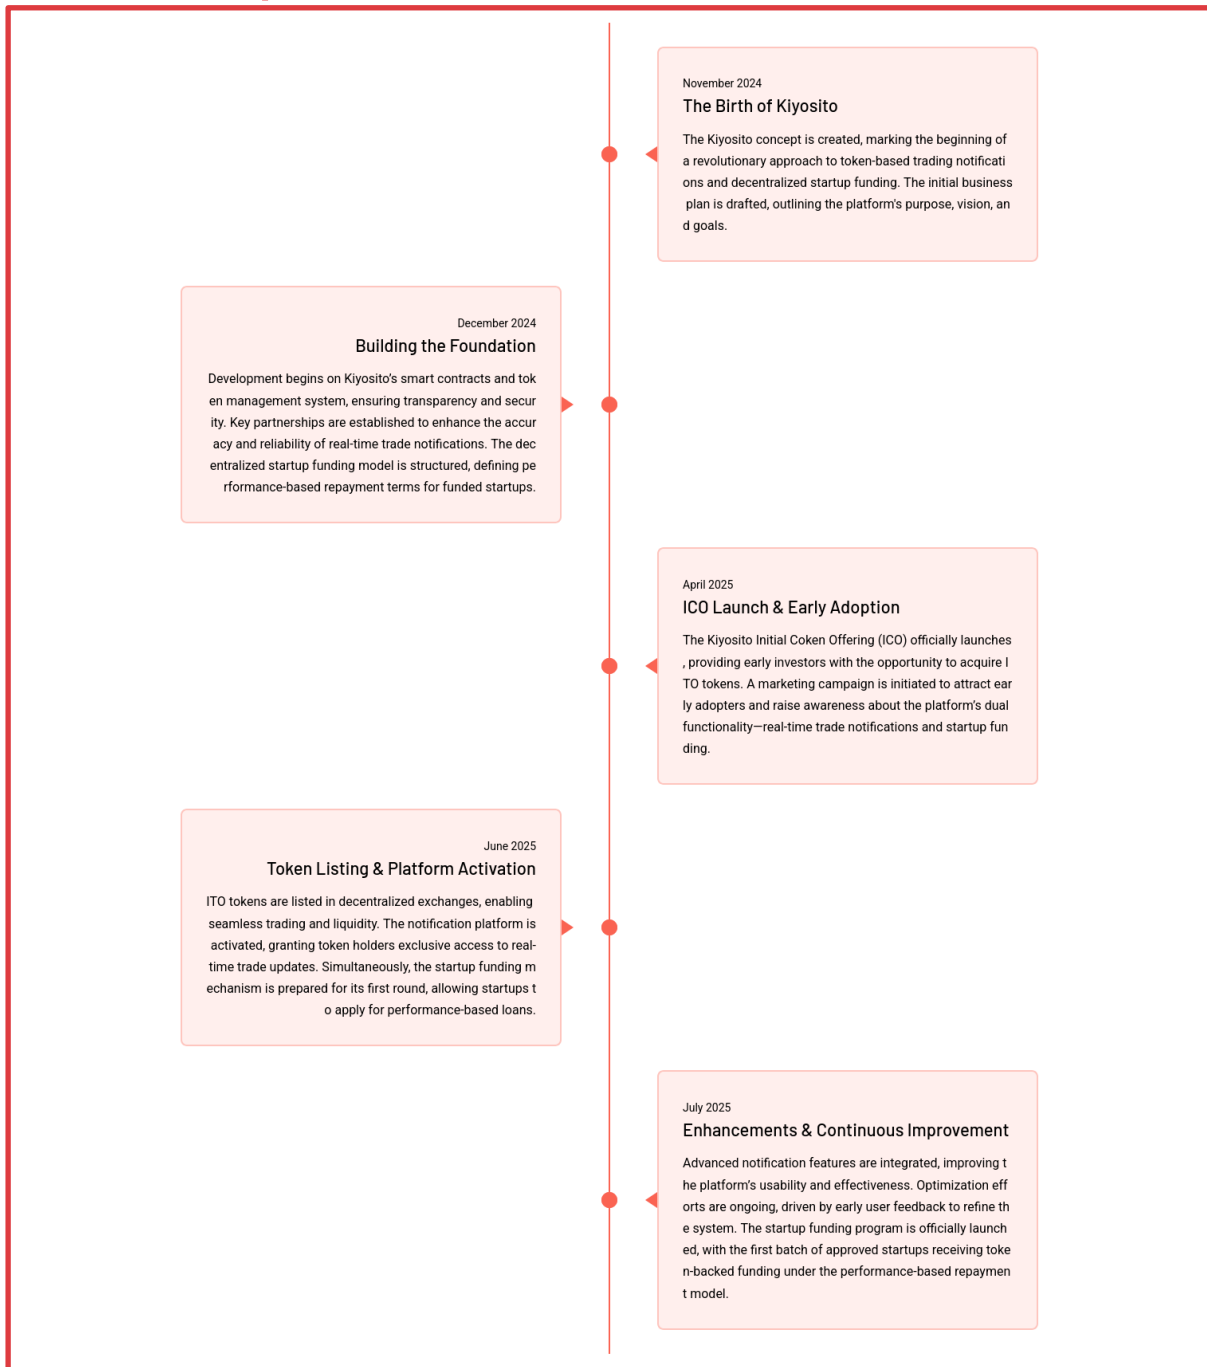 November 2024
The Birth of Kiyosito
The Kiyosito concept is created, marking the beginning of
a revolutionary approach to token-based trading notificati
ons and decentralized startup funding. The initial business
plan is drafted, outlining the platform's purpose, vision, an
d goals.
December 2024
Building the Foundation
Development begins on Kiyosito’s smart contracts and tok
en management system, ensuring transparency and secur
ity. Key partnerships are established to enhance the accur
acy and reliability of real-time trade notifications. The dec
entralized startup funding model is structured, defining pe
rformance-based repayment terms for funded startups.
April 2025
ICO Launch & Early Adoption
The Kiyosito Initial Coken Offering (ICO) officially launches
, providing early investors with the opportunity to acquire I
TO tokens. A marketing campaign is initiated to attract ear
ly adopters and raise awareness about the platform’s dual
functionality—real-time trade notifications and startup fun
ding.
June 2025
Token Listing & Platform Activation
ITO tokens are listed in decentralized exchanges, enabling
seamless trading and liquidity. The notification platform is
activated, granting token holders exclusive access to real-
time trade updates. Simultaneously, the startup funding m
echanism is prepared for its first round, allowing startups t
o apply for performance-based loans.
July 2025
Enhancements & Continuous Improvement
Advanced notification features are integrated, improving t
he platform’s usability and effectiveness. Optimization eff
orts are ongoing, driven by early user feedback to refine th
e system. The startup funding program is officially launch
ed, with the first batch of approved startups receiving toke
n-backed funding under the performance-based repaymen
t model.